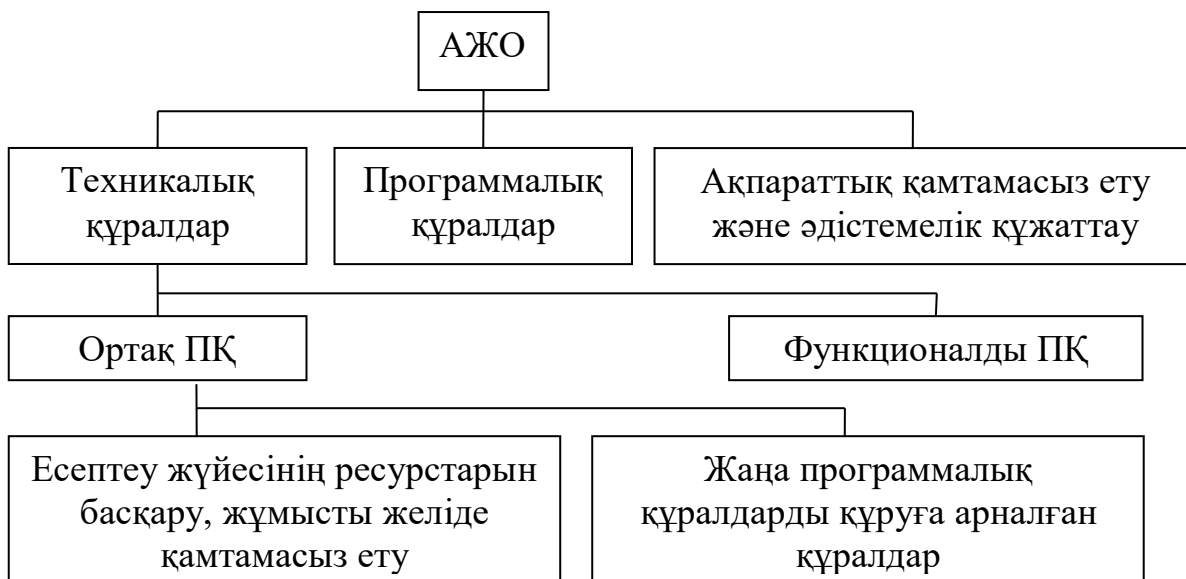 АЖО
Техникалық
құралдар
Программалық
құралдар
Ақпараттық қамтамасыз ету
және әдістемелік құжаттау
Ортақ ПҚ
Функционалды ПҚ
Есептеу жүйесінің ресурстарын
басқару, жұмысты желіде
қамтамасыз ету
Жаңа программалық
құралдарды құруға арналған
құралдар